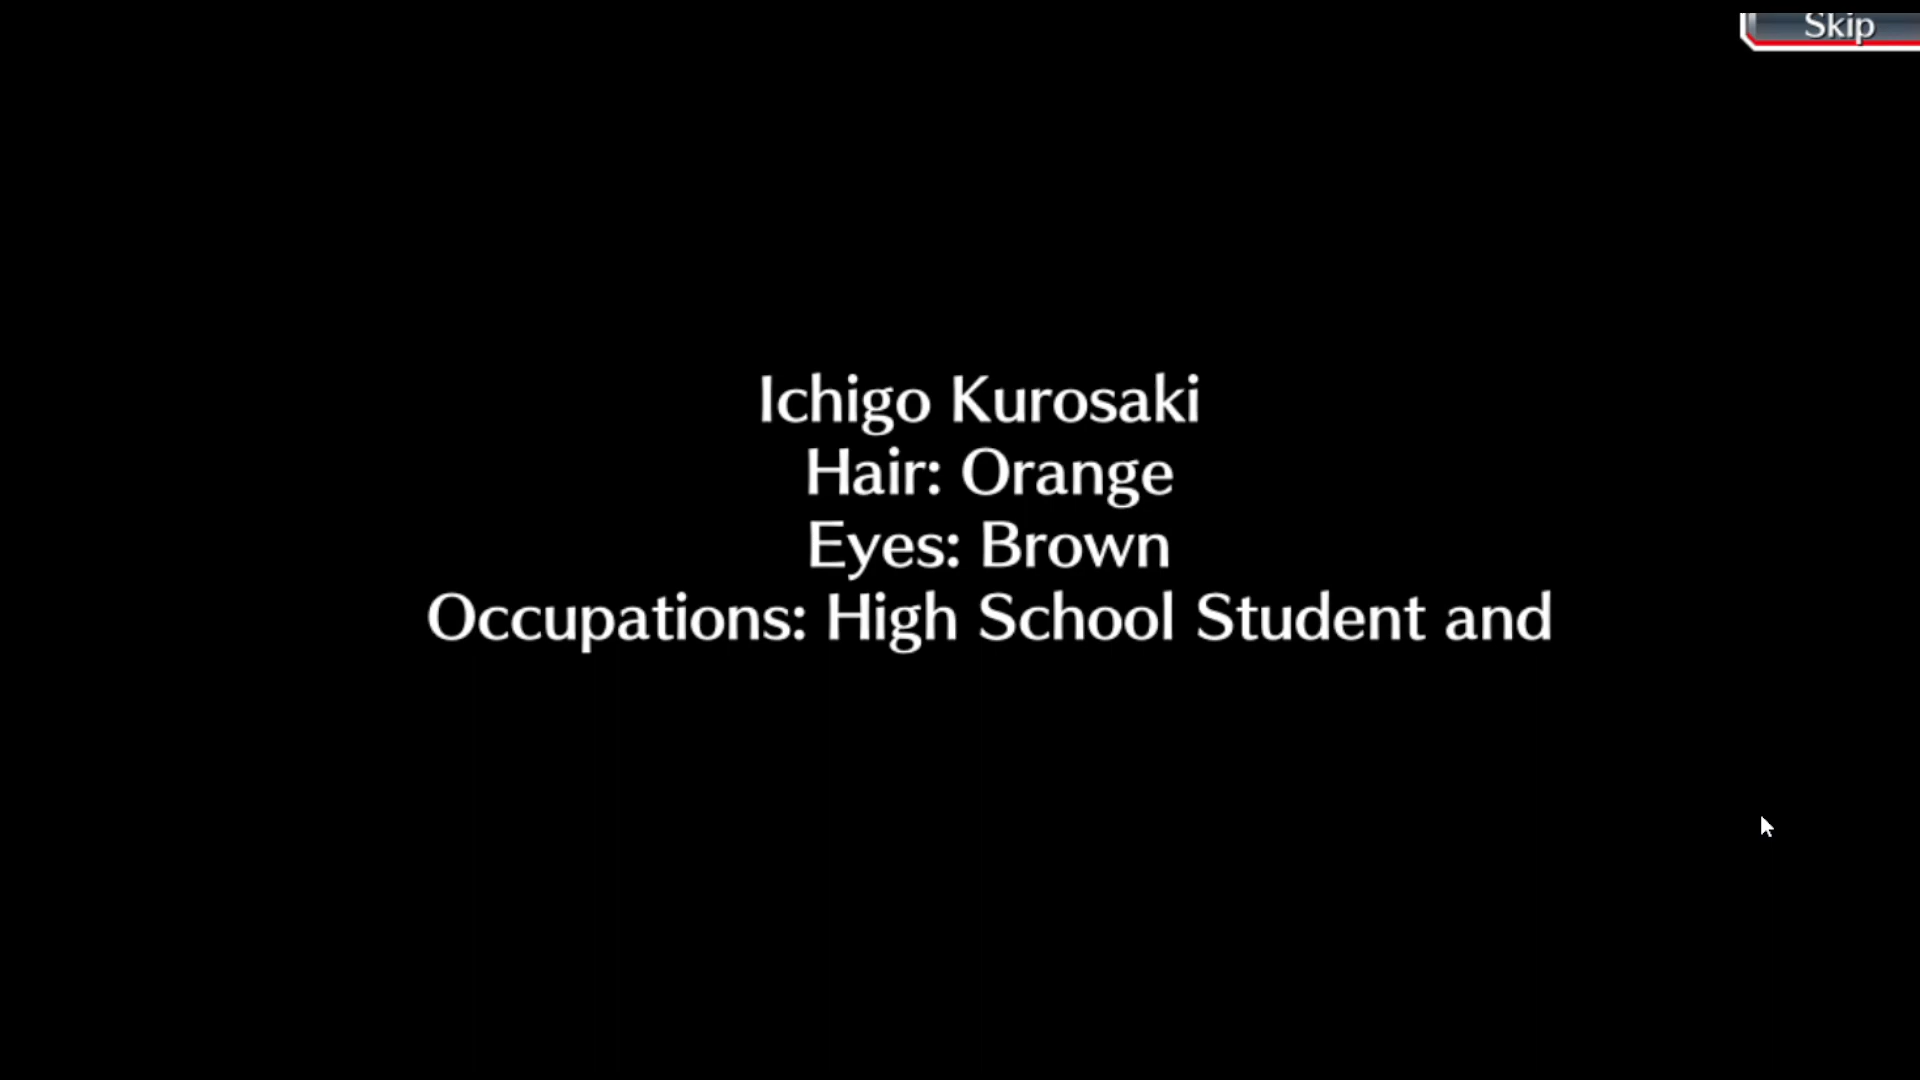 Skip
Ichigo Kurosaki
Hair: Orange
Eyes: Brown
Occupations: High School Student and